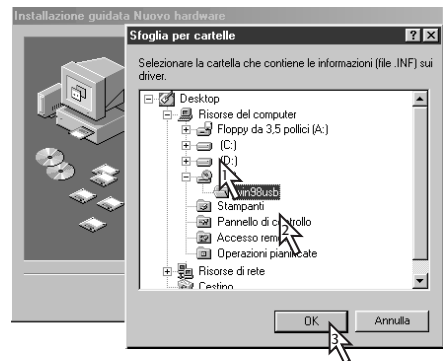 Installazione guidata Nuovo hardware
Sfoglia per cartelle
Selezionare la cartella che contiene le informazioni (file .INF) sui
driver.
Desktop
Risorse del computer
Floppy da 3,5 pollici (A:)
(C:)
(D:)
1
win98usb
Stampanti
Pannello di controllo
2
Accesso remoto
Operazioni pianificate
Risorse di rete
Cestino
OK
Annulla
3